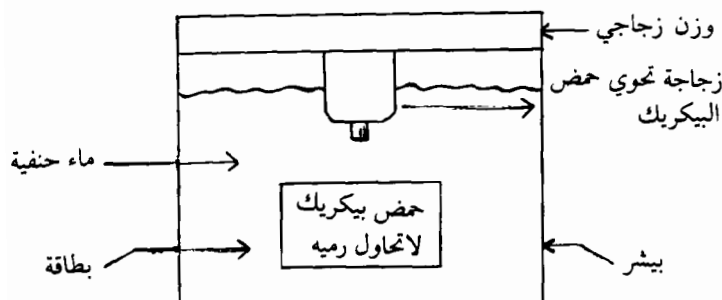 وزن زجاجي
زجاجة تحوي حمض
البيكريك
ماء حنفية
حمض بيكريك
لاتحاول رميه
بيشر
بطاقة